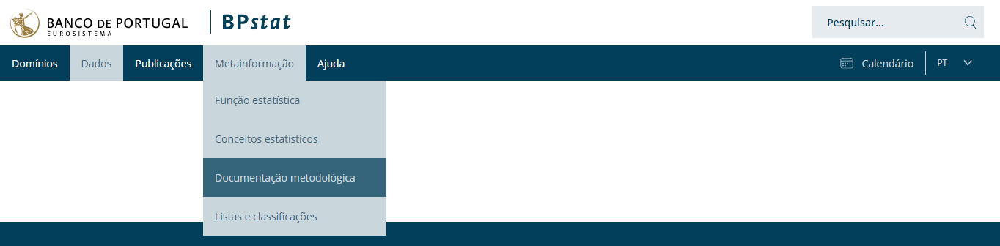 BANCO DE PORTUGAL
EUROSISTEMA
BPstat
Pesquisar...
Domínios Dados Publicações Metainformação Ajuda Calendário PT
Função estatística
Conceitos estatísticos
Documentação metodológica
Listas e classificações